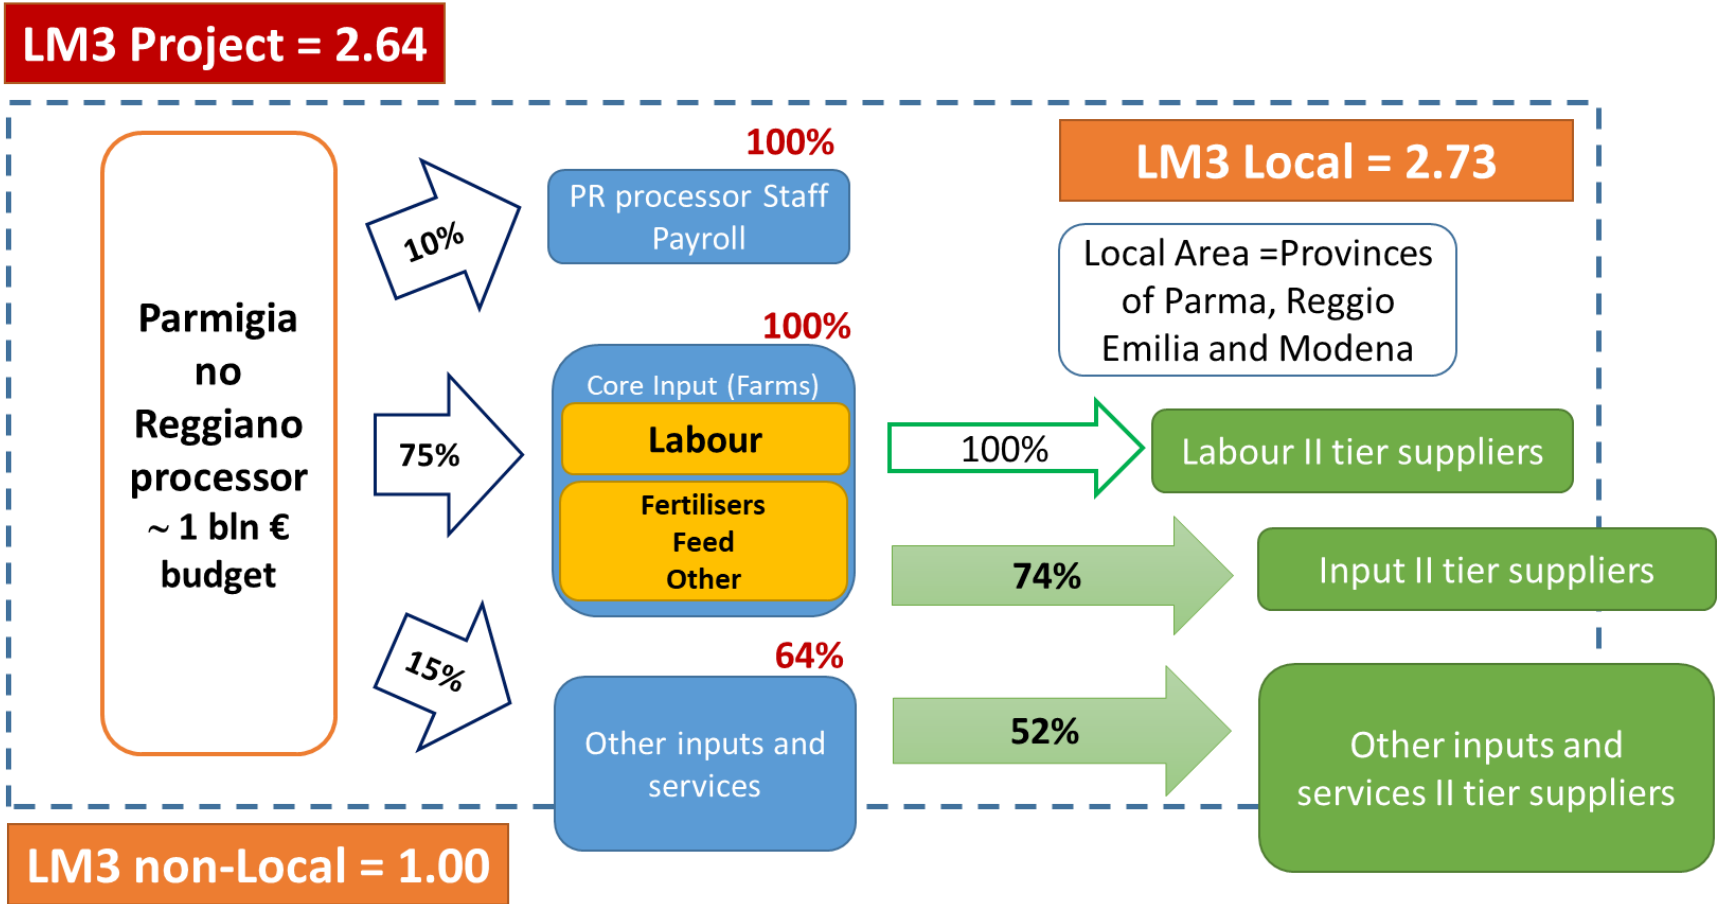 LM3 Project = 2.64
Parmigia
no
Reggiano
processor
~ 1 bln €
budget
10%
75%
15%
100%
PR processor Staff
Payroll
100%
Core Input (Farms)
Labour
Fertilisers
Feed
Other
64%
Other inputs and
services
LM3 Local = 2.73
Local Area =Provinces
of Parma, Reggio
Emilia and Modena
100%
Labour II tier suppliers
74%
Input II tier suppliers
52%
Other inputs and
services II tier suppliers
LM3 non-Local = 1.00